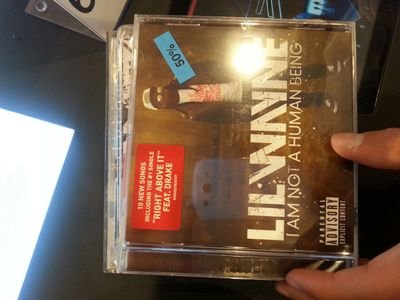 50%
LIL WAYNE
I AM NOT A HUMAN BEING
10 NEW SONGS
INCLUDING THE #1 SINGLE
"RIGHT ABOVE IT"
FEAT. DRAKE
PARENTAL
ADVISORY
EXPLICIT CONTENT